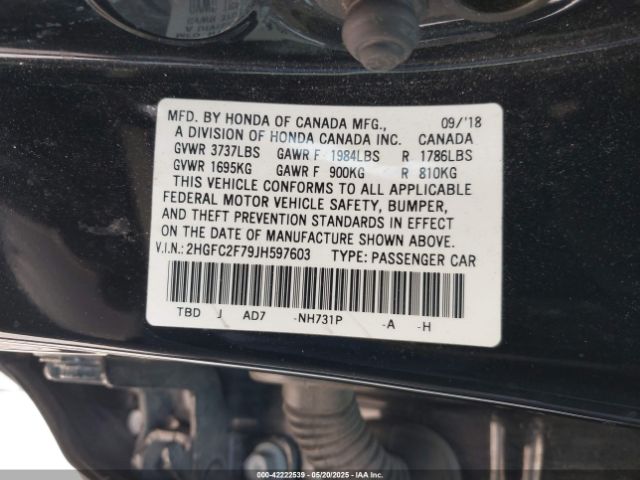 MFD. BY HONDA OF CANADA MFG., 09/'18
A DIVISION OF HONDA CANADA INC. CANADA
GVWR 3737LBS GAWR F 1984LBS R 1786LBS
GVWR 1695KG GAWR F 900KG R 810KG
THIS VEHICLE CONFORMS TO ALL APPLICABLE
FEDERAL MOTOR VEHICLE SAFETY, BUMPER,
AND THEFT PREVENTION STANDARDS IN EFFECT
ON THE DATE OF MANUFACTURE SHOWN ABOVE.
V.I.N.: 2HGFC2F79JH597603 TYPE: PASSENGER CAR
TBD J AD7 -NH731P -A -H
000-42222539 - 05/20/2025 - IAA Inc.